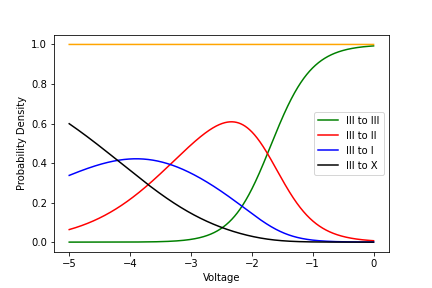 1.0
0.8
0.6
0.4
0.2
0.0
Probability Density
III to III
III to II
III to I
III to X
−5 −4 −3 −2 −1 0
Voltage